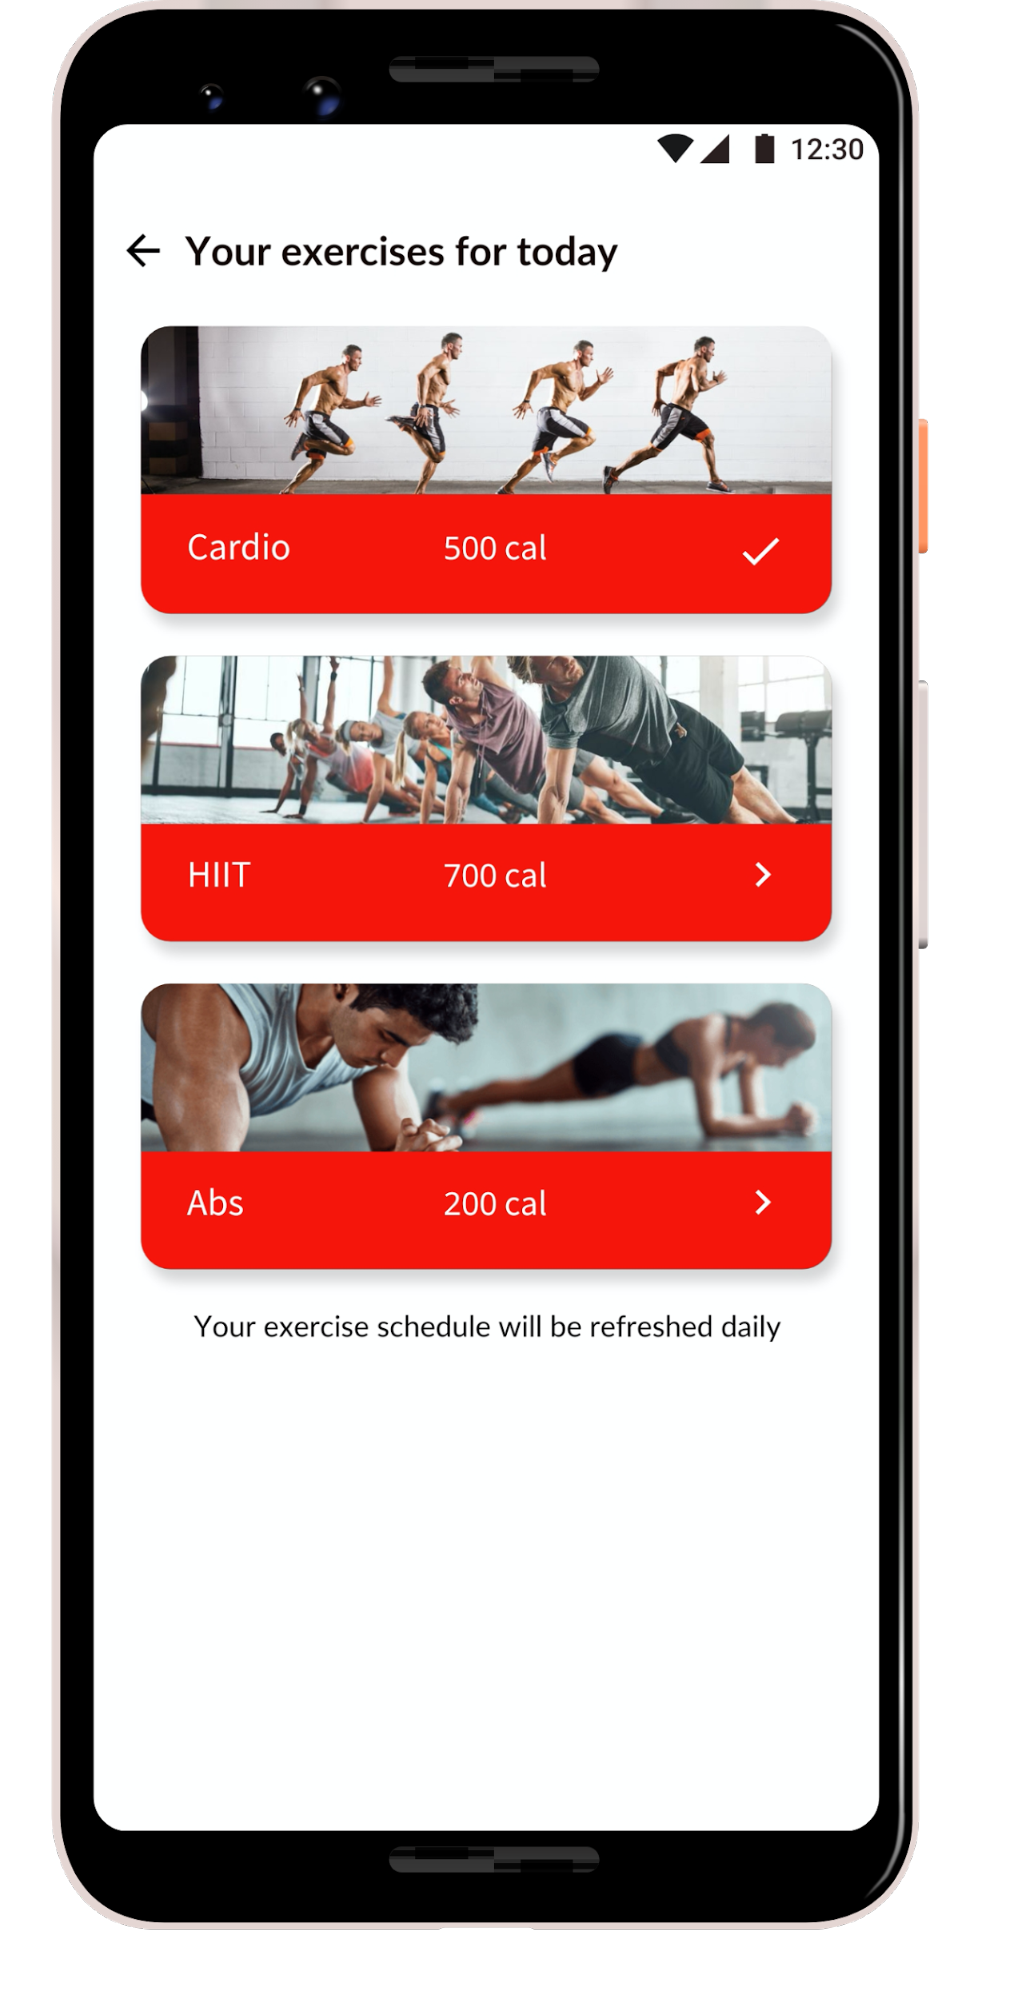 12:30
Your exercises for today
Cardio 500 cal
HIIT 700 cal
Abs 200 cal
Your exercise schedule will be refreshed daily